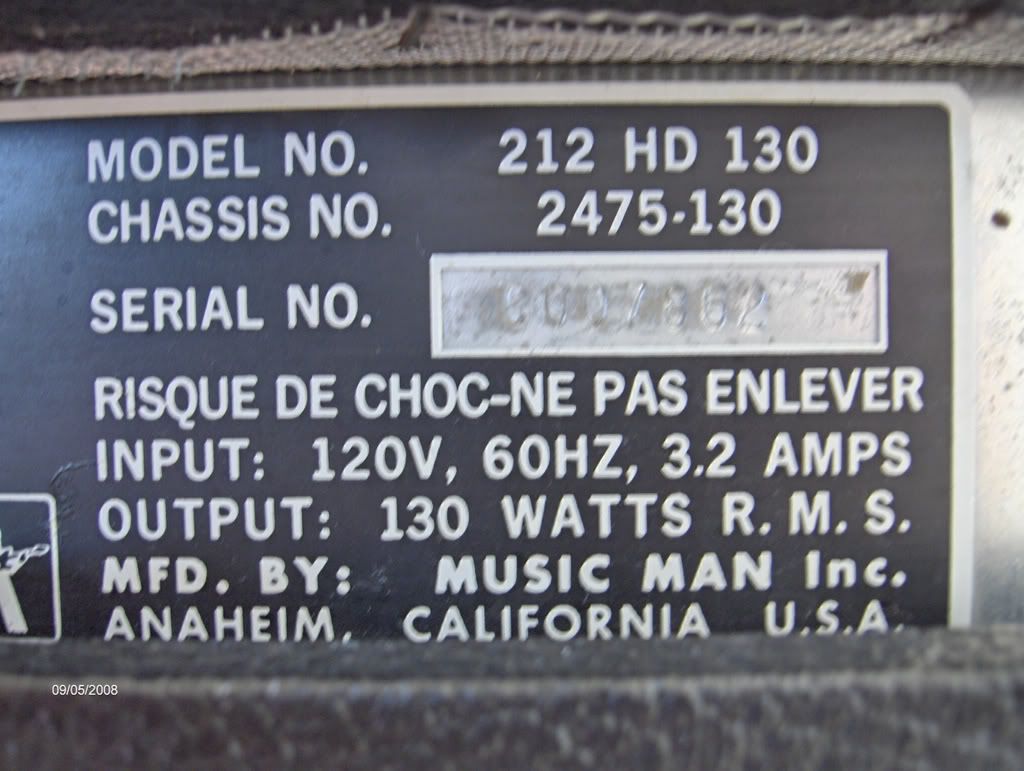 MODEL NO. 212 HD 130
CHASSIS NO. 2475-130
SERIAL NO.
RISQUE DE CHOC-NE PAS ENLEVER
INPUT: 120V, 60HZ, 3.2 AMPS
OUTPUT: 130 WATTS R. M. S.
MFD. BY: MUSIC MAN Inc.
ANAHEIM, CALIFORNIA U.S.A.
09/05/2008